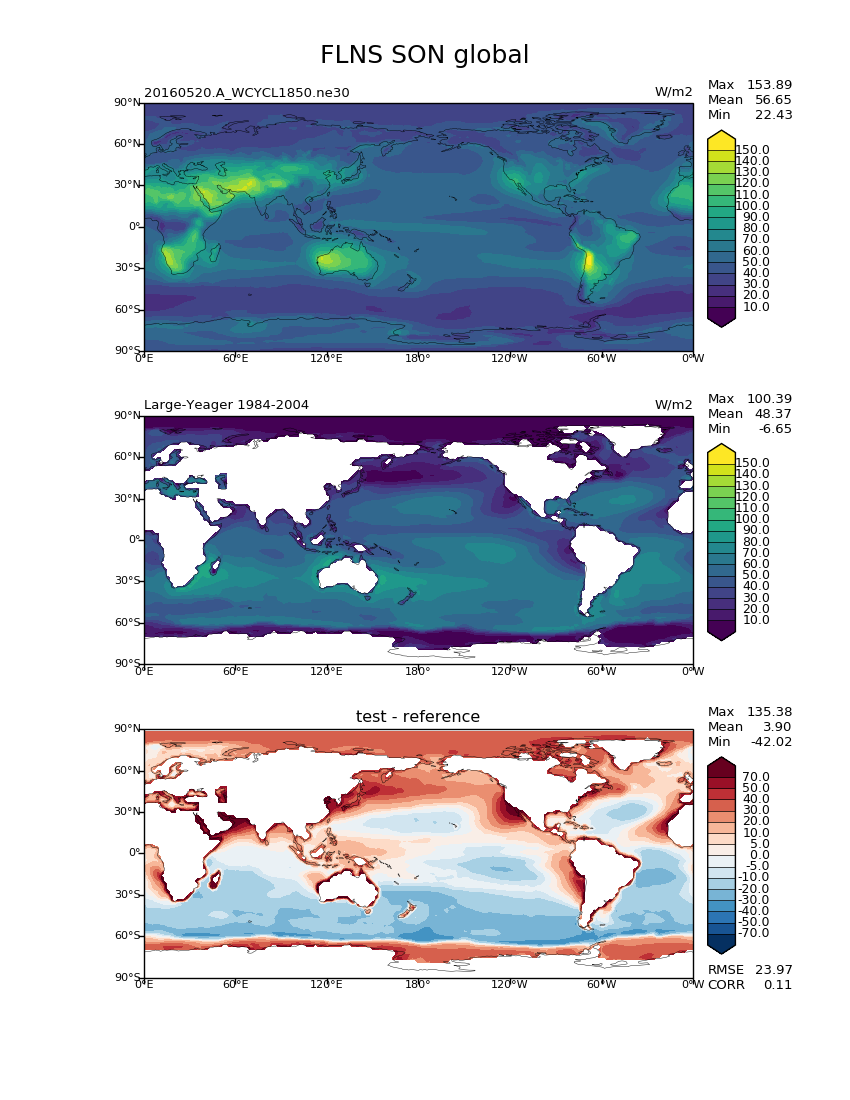 FLNS SON global
20160520.A_WCYCL1850.ne30 W/m2
Max 153.89
Mean 56.65
Min 22.43
90°N
60°N
30°N
0°
30°S
60°S
90°S
0°E 60°E 120°E 180° 120°W 60°W 0°W
150.0
140.0
130.0
120.0
110.0
100.0
90.0
80.0
70.0
60.0
50.0
40.0
30.0
20.0
10.0
Large-Yeager 1984-2004 W/m2
Max 100.39
Mean 48.37
Min -6.65
90°N
60°N
30°N
0°
30°S
60°S
90°S
0°E 60°E 120°E 180° 120°W 60°W 0°W
150.0
140.0
130.0
120.0
110.0
100.0
90.0
80.0
70.0
60.0
50.0
40.0
30.0
20.0
10.0
test - reference
Max 135.38
Mean 3.90
Min -42.02
90°N
60°N
30°N
0°
30°S
60°S
90°S
0°E 60°E 120°E 180° 120°W 60°W 0°W
70.0
50.0
40.0
30.0
20.0
10.0
5.0
0.0
-5.0
-10.0
-20.0
-30.0
-40.0
-50.0
-70.0
RMSE 23.97
CORR 0.11